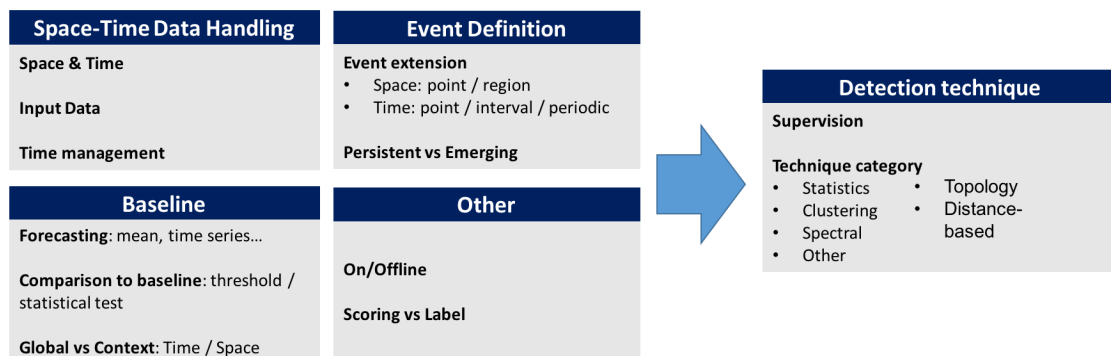 Space-Time Data Handling
Space & Time
Input Data
Time management
Event Definition
Event extension
• Space: point / region
• Time: point / interval / periodic
Persistent vs Emerging
Baseline
Forecasting: mean, time series...
Comparison to baseline: threshold /
statistical test
Global vs Context: Time / Space
Other
On/Offline
Scoring vs Label
Detection technique
Supervision
Technique category
• Statistics
• Clustering
• Spectral
• Other
• Topology
• Distance-
based